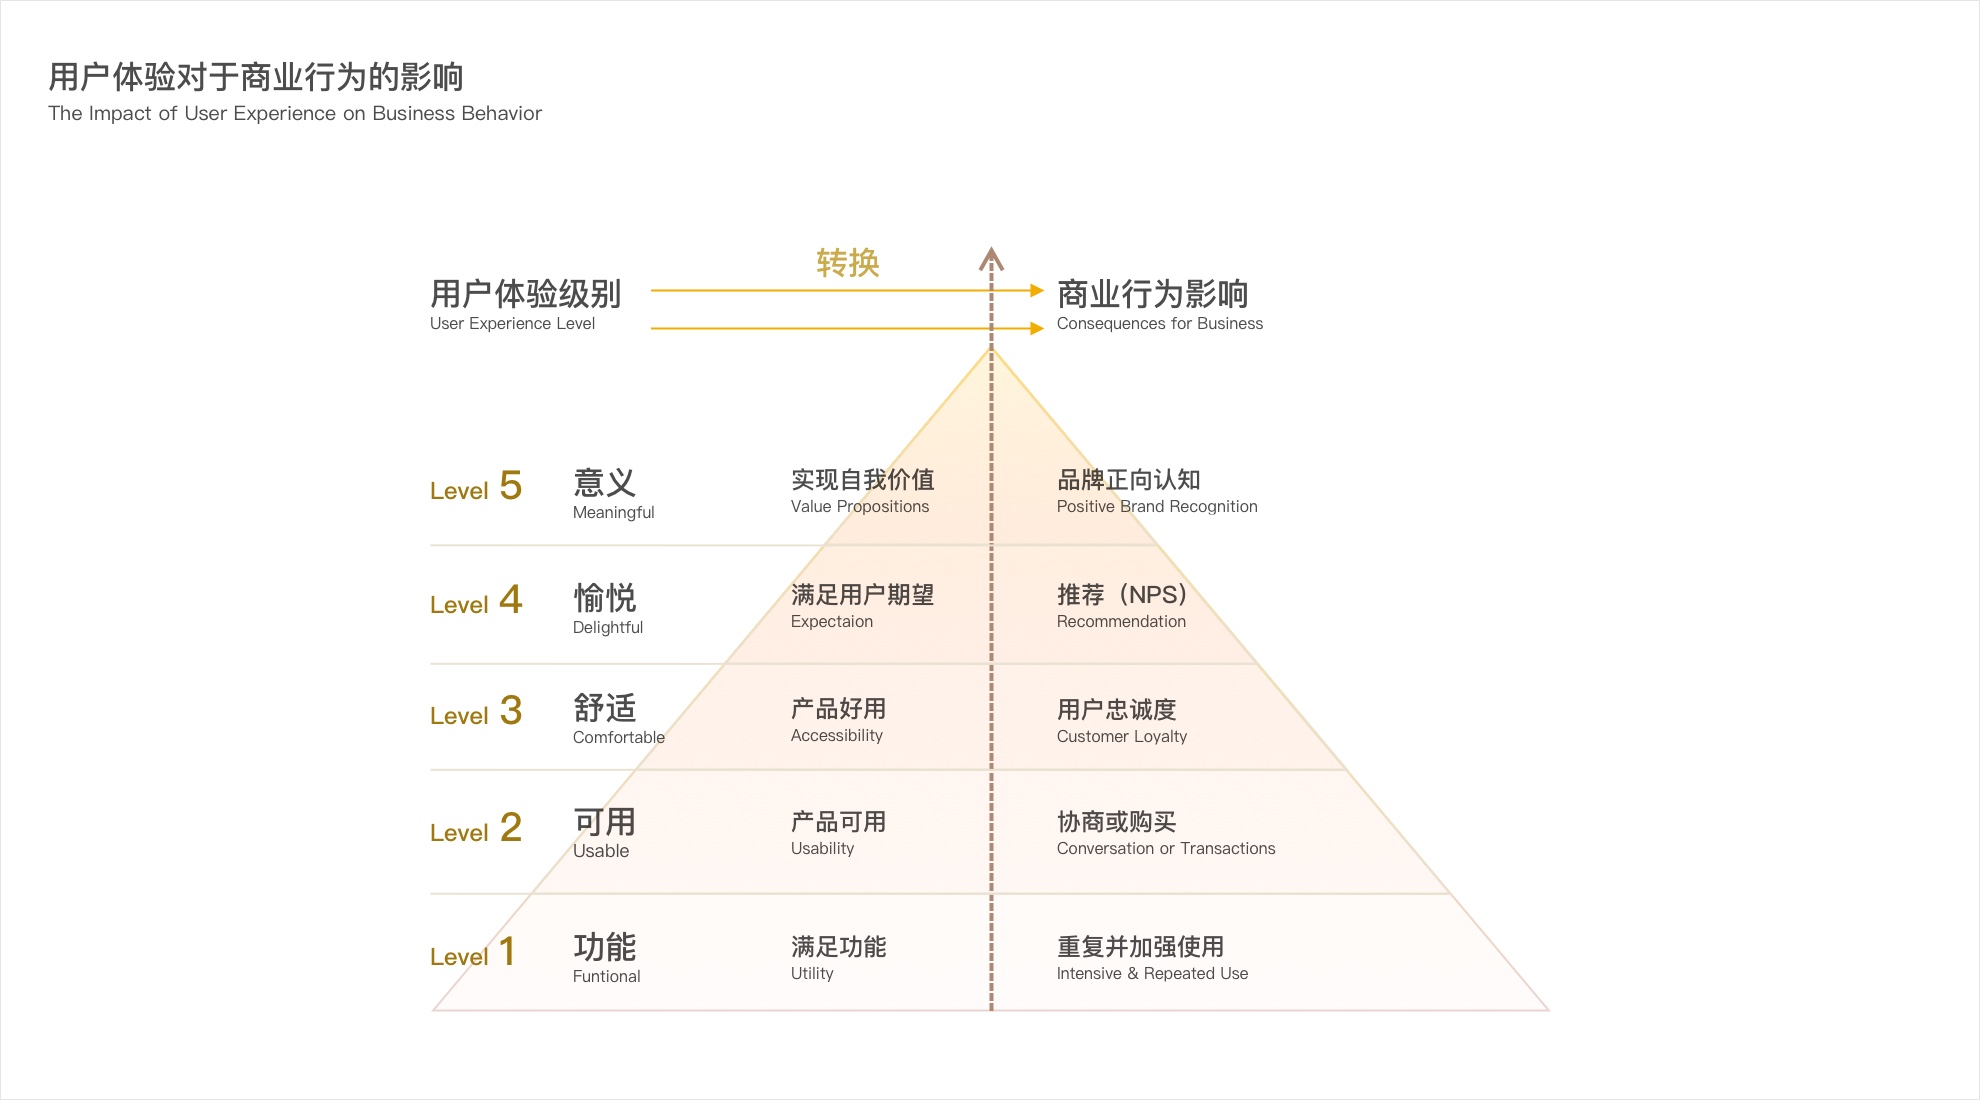 用户体验对于商业行为的影响
The Impact of User Experience on Business Behavior
转换
用户体验级别
User Experience Level
商业行为影响
Consequences for Business
Level 5
意义
Meaningful
实现自我价值
Value Propositions
品牌正向认知
Positive Brand Recognition
Level 4
愉悦
Delightful
满足用户期望
Expectaion
推荐（NPS）
Recommendation
Level 3
舒适
Comfortable
产品好用
Accessibility
用户忠诚度
Customer Loyalty
Level 2
可用
Usable
产品可用
Usability
协商或购买
Conversation or Transactions
Level 1
功能
Funtional
满足功能
Utility
重复并加强使用
Intensive & Repeated Use